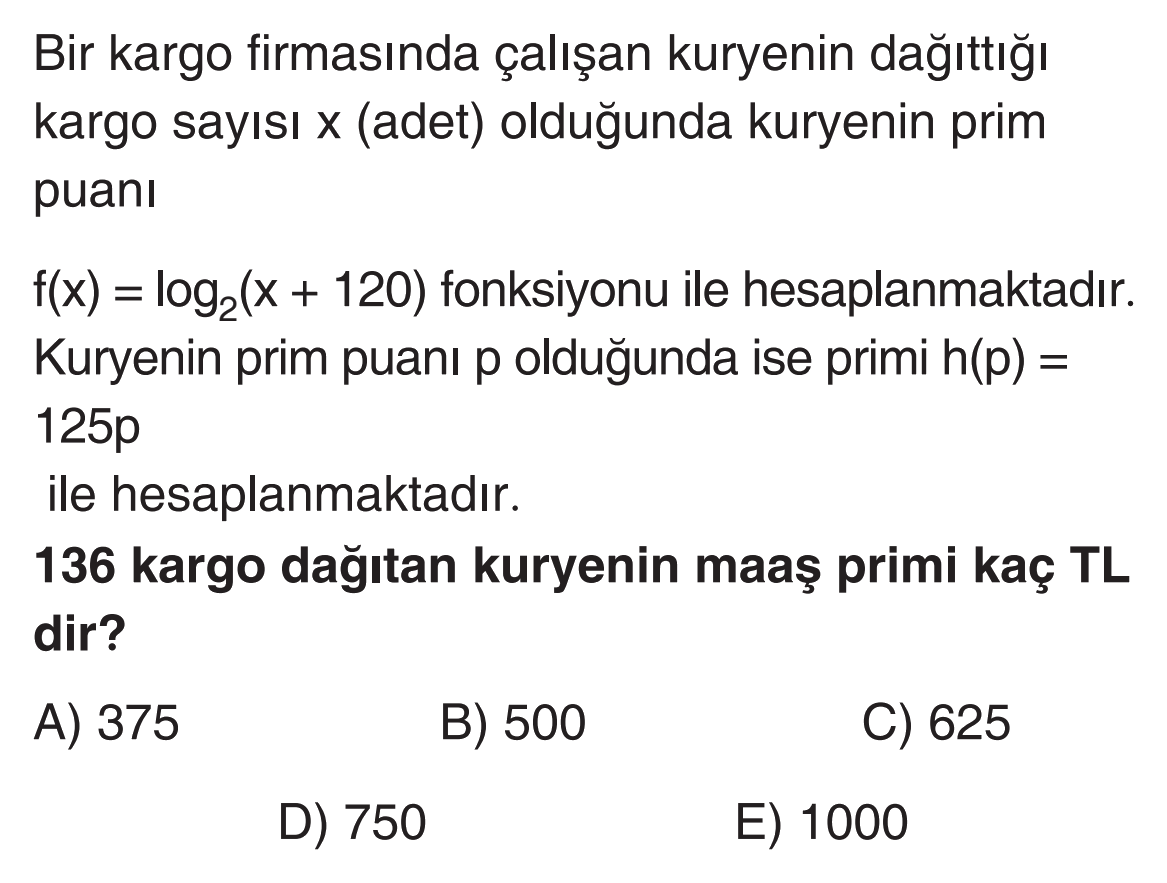 Bir kargo firmasında çalışan kuryenin dağıttığı
kargo sayısı x (adet) olduğunda kuryenin prim
puanı
f(x) = log₂(x + 120) fonksiyonu ile hesaplanmaktadır.
Kuryenin prim puanı p olduğunda ise primi h(p) =
125p
ile hesaplanmaktadır.
136 kargo dağıtan kuryenin maaş primi kaç TL
dir?
A) 375 B) 500 C) 625
D) 750 E) 1000